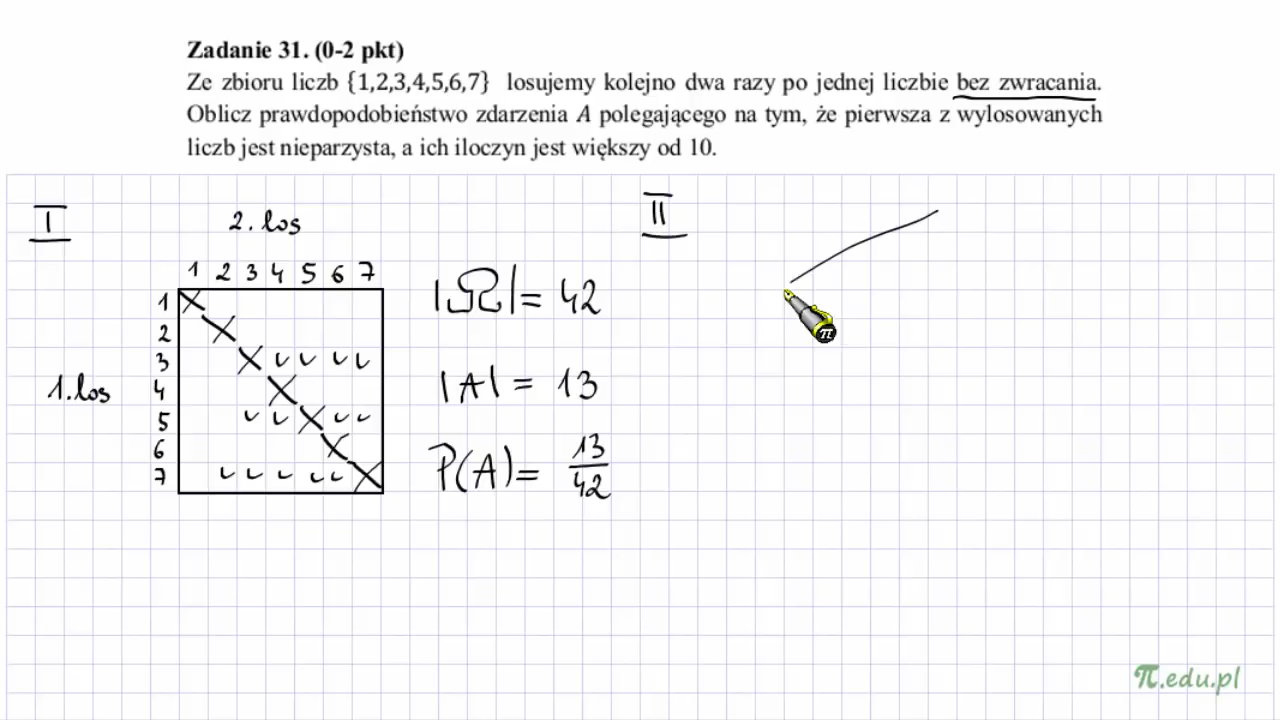 Zadanie 31. (0-2 pkt)
Ze zbioru liczb {1,2,3,4,5,6,7} losujemy kolejno dwa razy po jednej liczbie bez zwracania.
Oblicz prawdopodobieństwo zdarzenia A polegającego na tym, że pierwsza z wylosowanych
liczb jest nieparzysta, a ich iloczyn jest większy od 10.
I
2. los
1 2 3 4 5 6 7
1
2
3
4
5
6
7
1. los
|Ω| = 42
|A| = 13
P(A) = 13/42
II
π
π.edu.pl